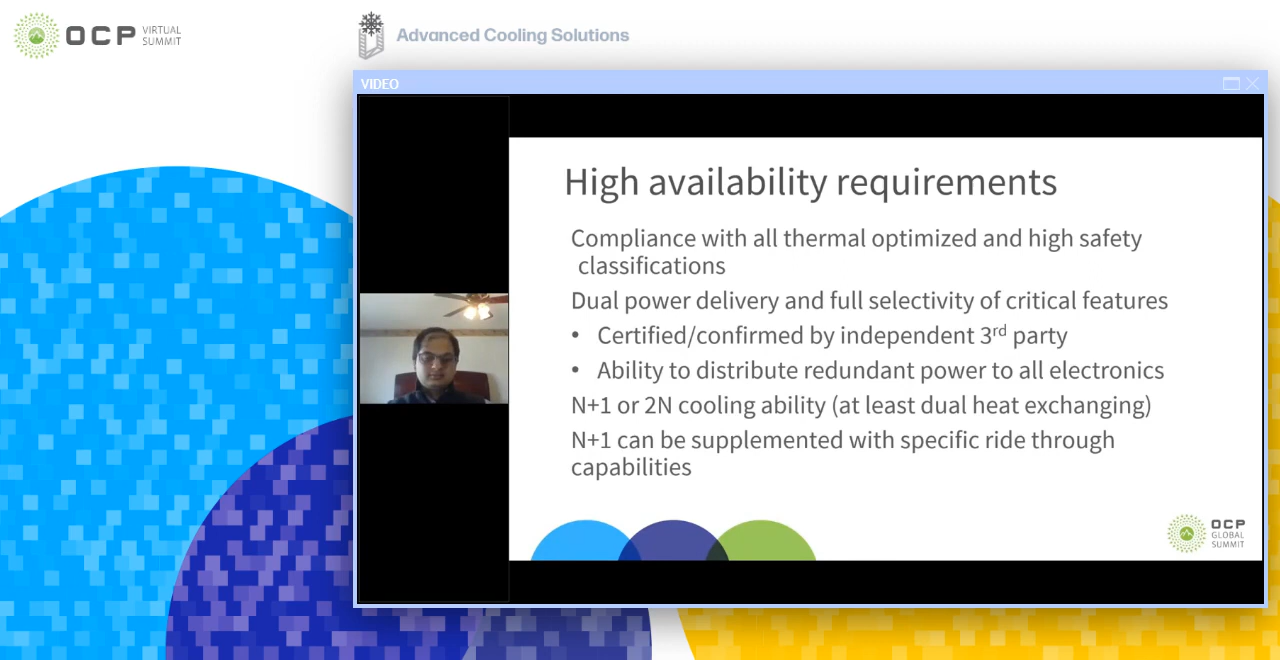 OCP VIRTUAL
SUMMIT
Advanced Cooling Solutions
VIDEO
High availability requirements
Compliance with all thermal optimized and high safety
classifications
Dual power delivery and full selectivity of critical features
• Certified/confirmed by independent 3rd party
• Ability to distribute redundant power to all electronics
N+1 or 2N cooling ability (at least dual heat exchanging)
N+1 can be supplemented with specific ride through
capabilities
OCP
GLOBAL
SUMMIT